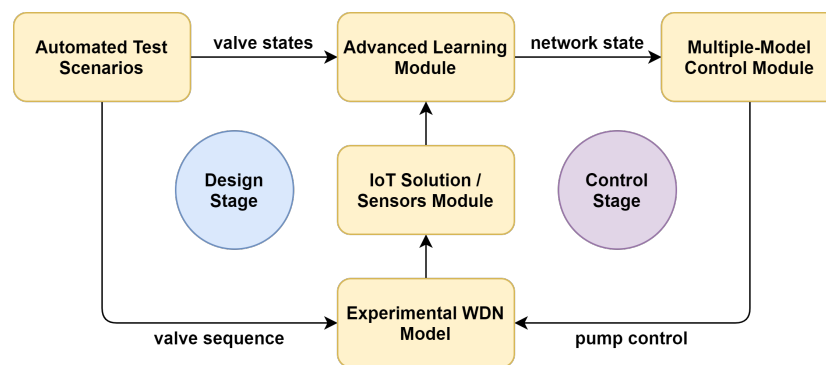 Automated Test
Scenarios
valve states
Advanced Learning
Module
network state
Multiple-Model
Control Module
Design
Stage
IoT Solution /
Sensors Module
Control
Stage
Experimental WDN
Model
valve sequence
pump control